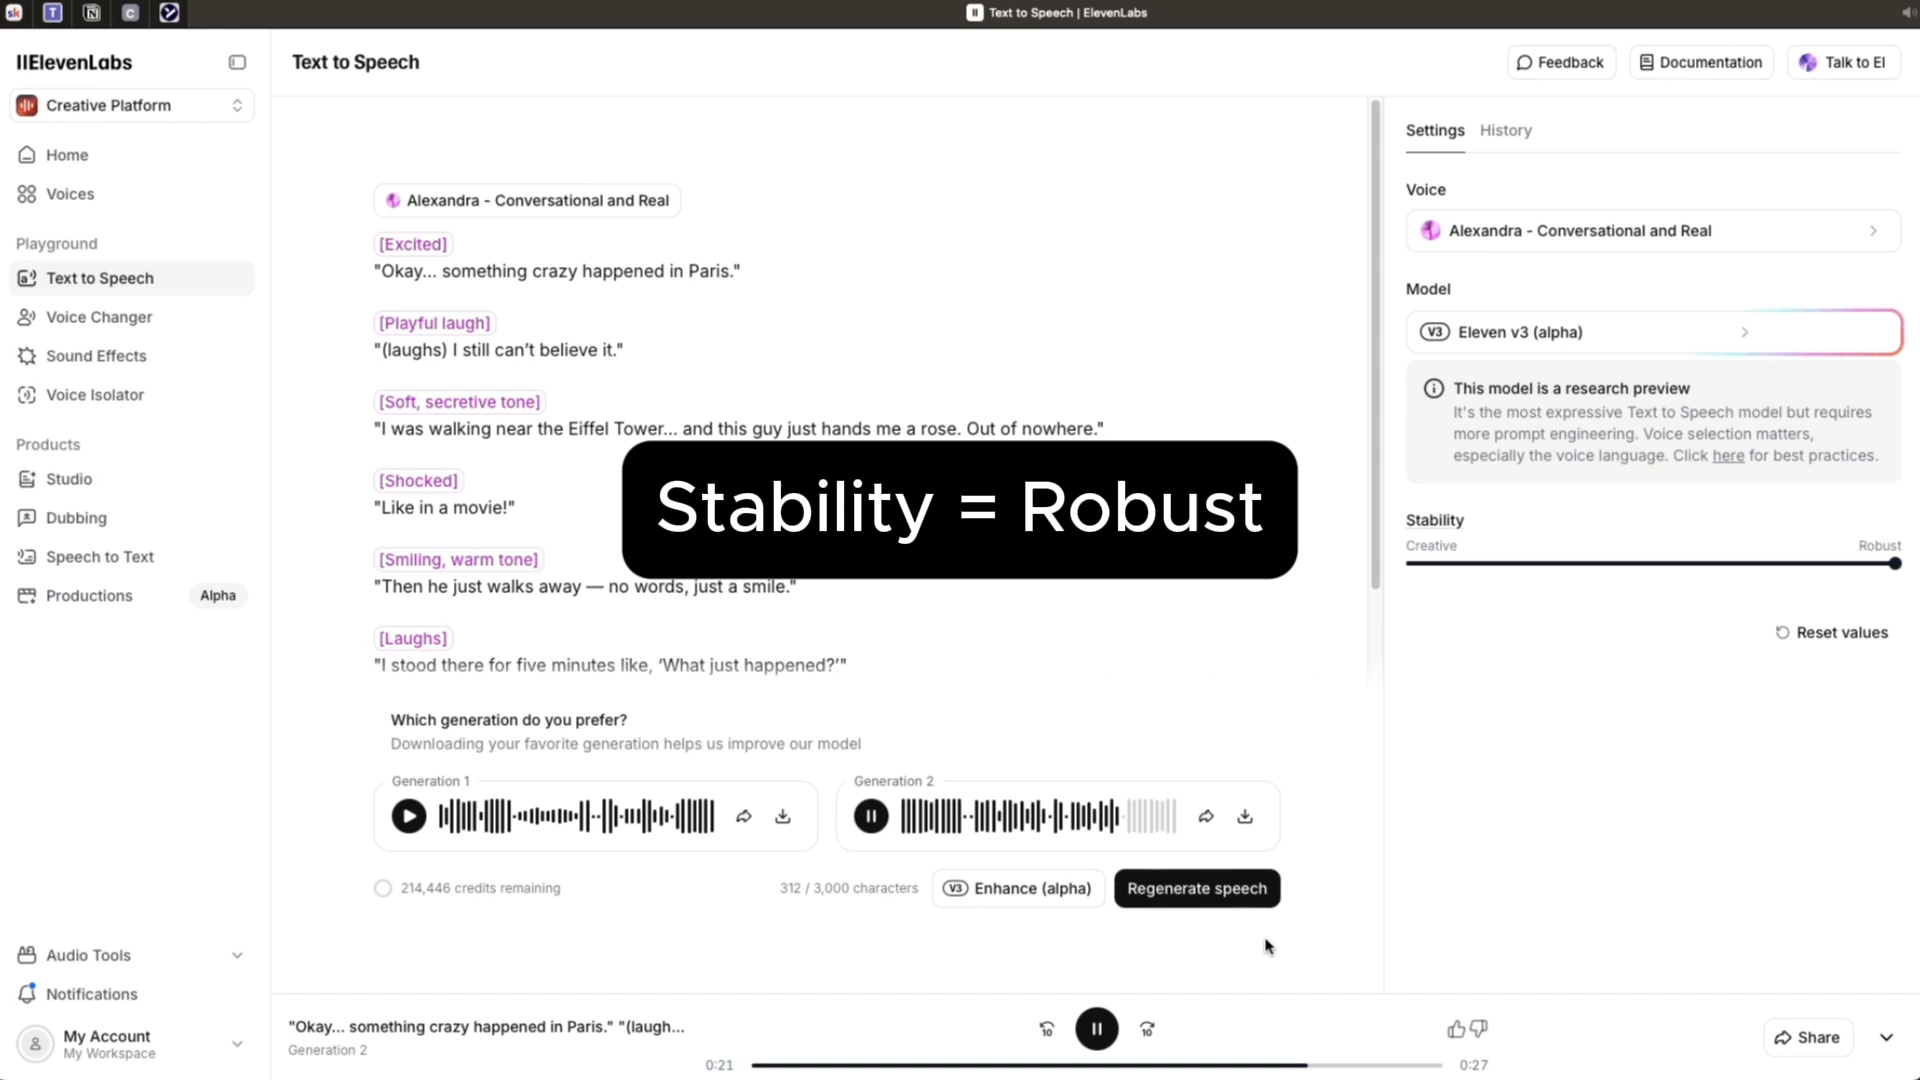 sk
T
N
C
Text to Speech | ElevenLabs
IIElevenLabs
Creative Platform
Home
Voices
Playground
Text to Speech
Voice Changer
Sound Effects
Voice Isolator
Products
Studio
Dubbing
Speech to Text
Productions
Alpha
Audio Tools
Notifications
My Account
My Workspace
Text to Speech
Feedback
Documentation
Talk to El
Alexandra - Conversational and Real
[Excited]
"Okay... something crazy happened in Paris."
[Playful laugh]
"(laughs) I still can't believe it."
[Soft, secretive tone]
"I was walking near the Eiffel Tower... and this guy just hands me a rose. Out of nowhere."
[Shocked]
"Like in a movie!"
Stability = Robust
[Smiling, warm tone]
"Then he just walks away — no words, just a smile."
[Laughs]
"I stood there for five minutes like, ‘What just happened?’"
Which generation do you prefer?
Downloading your favorite generation helps us improve our model
Generation 1
Generation 2
214,446 credits remaining
312 / 3,000 characters
V3 Enhance (alpha)
Regenerate speech
Settings
History
Voice
Alexandra - Conversational and Real
Model
V3 Eleven v3 (alpha)
This model is a research preview
It's the most expressive Text to Speech model but requires
more prompt engineering. Voice selection matters,
especially the voice language. Click here for best practices.
Stability
Creative
Robust
Reset values
"Okay... something crazy happened in Paris." "(laugh...
Generation 2
10
10
0:21
0:27
Share